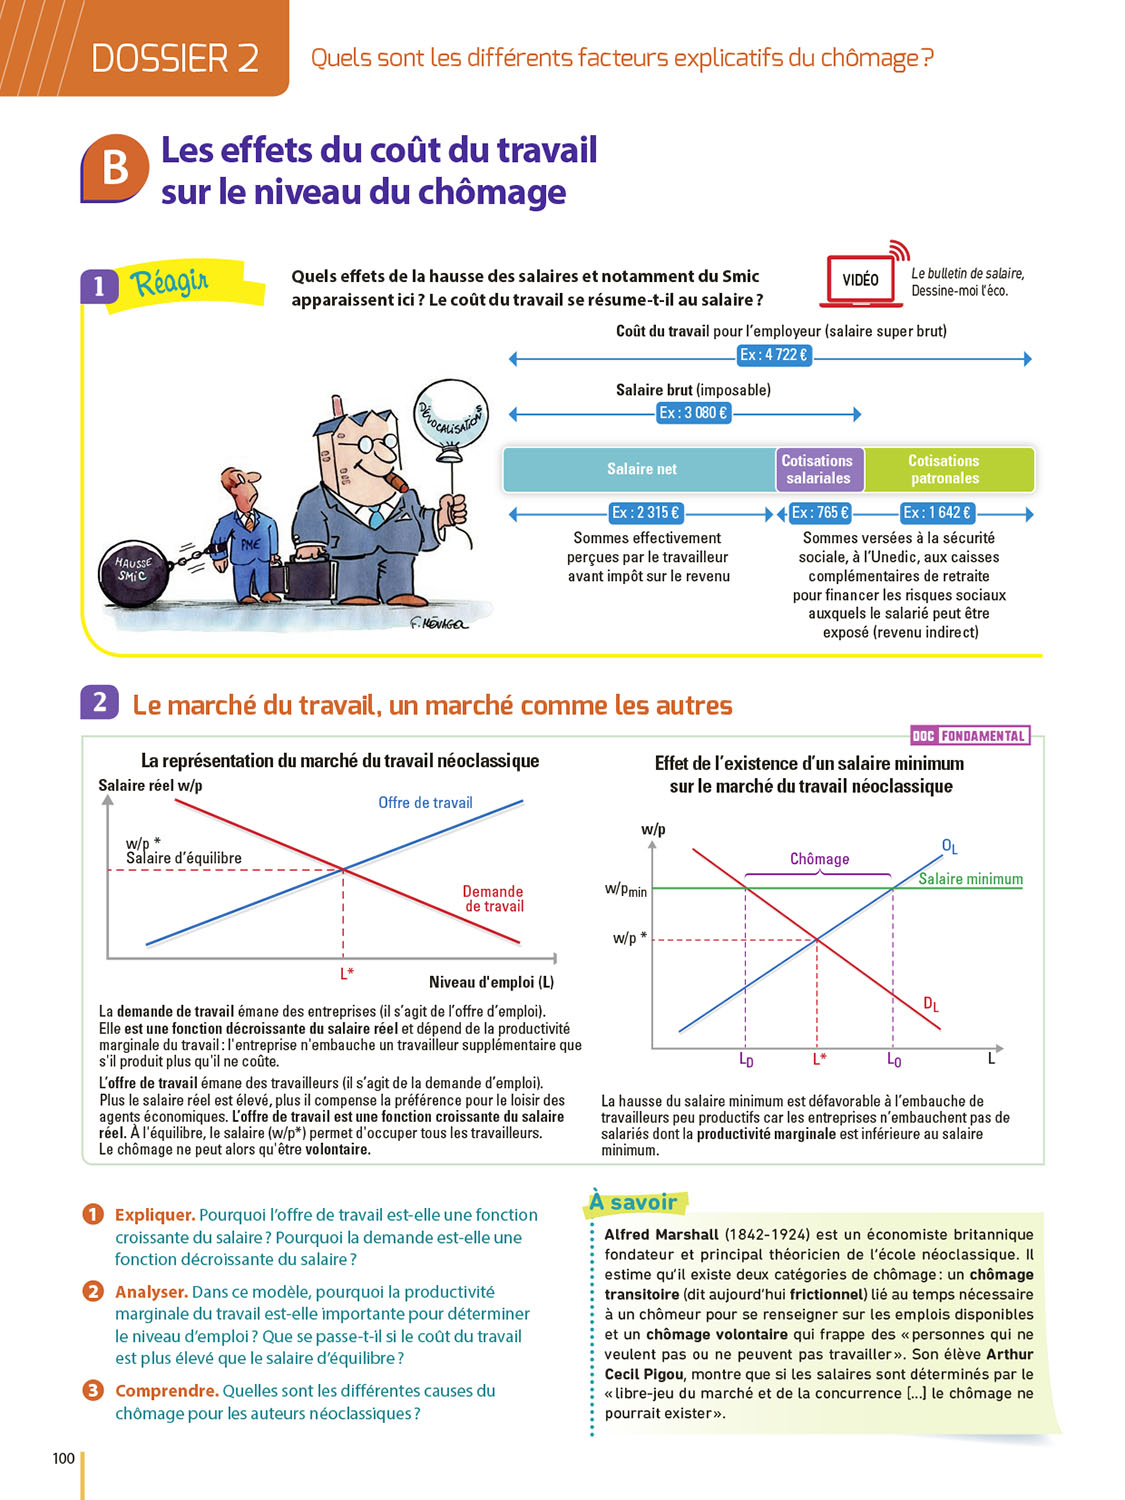 DOSSIER 2
Quels sont les différents facteurs explicatifs du chômage ?
B
Les effets du coût du travail
sur le niveau du chômage
1
Réagir
Quels effets de la hausse des salaires et notamment du Smic
apparaissent ici ? Le coût du travail se résume-t-il au salaire ?
VIDÉO
Le bulletin de salaire,
Dessine-moi l'éco.
Coût du travail pour l'employeur (salaire super brut)
Ex : 4 722 €
Salaire brut (imposable)
Ex : 3 080 €
Salaire net
Cotisations
salariales
Cotisations
patronales
Ex : 2 315 €
Ex : 765 €
Ex : 1 642 €
Sommes effectivement
perçues par le travailleur
avant impôt sur le revenu
Sommes versées à la sécurité
sociale, à l'Unedic, aux caisses
complémentaires de retraite
pour financer les risques sociaux
auxquels le salarié peut être
exposé (revenu indirect)
DÉVOCALISATIONS
HAUSSE
SMIC
PME
F. MÉNAGER
2
Le marché du travail, un marché comme les autres
DOC FONDAMENTAL
La représentation du marché du travail néoclassique
Salaire réel w/p
Offre de travail
w/p *
Salaire d'équilibre
Demande
de travail
L*
Niveau d'emploi (L)
La demande de travail émane des entreprises (il s'agit de l'offre d'emploi).
Elle est une fonction décroissante du salaire réel et dépend de la productivité
marginale du travail : l'entreprise n'embauche un travailleur supplémentaire que
s'il produit plus qu'il ne coûte.
L'offre de travail émane des travailleurs (il s'agit de la demande d'emploi).
Plus le salaire réel est élevé, plus il compense la préférence pour le loisir des
agents économiques. L'offre de travail est une fonction croissante du salaire
réel. À l'équilibre, le salaire (w/p*) permet d'occuper tous les travailleurs.
Le chômage ne peut alors qu'être volontaire.
Effet de l'existence d'un salaire minimum
sur le marché du travail néoclassique
w/p
OL
Chômage
Salaire minimum
w/pmin
w/p *
DL
LD
L*
LO
L
La hausse du salaire minimum est défavorable à l'embauche de
travailleurs peu productifs car les entreprises n'embauchent pas de
salariés dont la productivité marginale est inférieure au salaire
minimum.
1 Expliquer. Pourquoi l'offre de travail est-elle une fonction
croissante du salaire ? Pourquoi la demande est-elle une
fonction décroissante du salaire ?
2 Analyser. Dans ce modèle, pourquoi la productivité
marginale du travail est-elle importante pour déterminer
le niveau d'emploi ? Que se passe-t-il si le coût du travail
est plus élevé que le salaire d'équilibre ?
3 Comprendre. Quelles sont les différentes causes du
chômage pour les auteurs néoclassiques ?
À savoir
Alfred Marshall (1842-1924) est un économiste britannique
fondateur et principal théoricien de l'école néoclassique. Il
estime qu'il existe deux catégories de chômage : un chômage
transitoire (dit aujourd'hui frictionnel) lié au temps nécessaire
à un chômeur pour se renseigner sur les emplois disponibles
et un chômage volontaire qui frappe des « personnes qui ne
veulent pas ou ne peuvent pas travailler ». Son élève Arthur
Cecil Pigou, montre que si les salaires sont déterminés par le
« libre-jeu du marché et de la concurrence [...] le chômage ne
pourrait exister ».
100